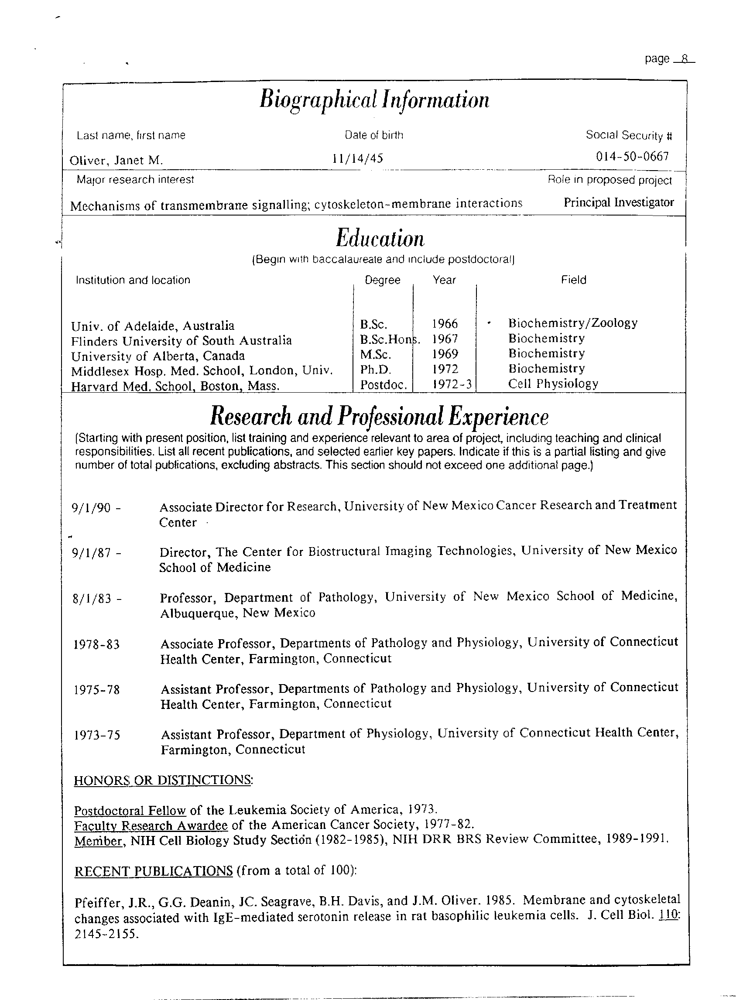 page 8
Biographical Information
Last name, first name Date of birth Social Security #
Oliver, Janet M. 11/14/45 014-50-0667
Major research interest Role in proposed project
Mechanisms of transmembrane signalling; cytoskeleton-membrane interactions Principal Investigator
Education
(Begin with baccalaureate and include postdoctoral)
Institution and location Degree Year Field
Univ. of Adelaide, Australia B.Sc. 1966 Biochemistry/Zoology
Flinders University of South Australia B.Sc.Hons. 1967 Biochemistry
University of Alberta, Canada M.Sc. 1969 Biochemistry
Middlesex Hosp. Med. School, London, Univ. Ph.D. 1972 Biochemistry
Harvard Med. School, Boston, Mass. Postdoc. 1972-3 Cell Physiology
Research and Professional Experience
(Starting with present position, list training and experience relevant to area of project, including teaching and clinical
responsibilities. List all recent publications, and selected earlier key papers. Indicate if this is a partial listing and give
number of total publications, excluding abstracts. This section should not exceed one additional page.)
9/1/90 - Associate Director for Research, University of New Mexico Cancer Research and Treatment
Center
9/1/87 - Director, The Center for Biostructural Imaging Technologies, University of New Mexico
School of Medicine
8/1/83 - Professor, Department of Pathology, University of New Mexico School of Medicine,
Albuquerque, New Mexico
1978-83 Associate Professor, Departments of Pathology and Physiology, University of Connecticut
Health Center, Farmington, Connecticut
1975-78 Assistant Professor, Departments of Pathology and Physiology, University of Connecticut
Health Center, Farmington, Connecticut
1973-75 Assistant Professor, Department of Physiology, University of Connecticut Health Center,
Farmington, Connecticut
HONORS OR DISTINCTIONS:
Postdoctoral Fellow of the Leukemia Society of America, 1973.
Faculty Research Awardee of the American Cancer Society, 1977-82.
Member, NIH Cell Biology Study Section (1982-1985), NIH DRR BRS Review Committee, 1989-1991.
RECENT PUBLICATIONS (from a total of 100):
Pfeiffer, J.R., G.G. Deanin, JC. Seagrave, B.H. Davis, and J.M. Oliver. 1985. Membrane and cytoskeletal
changes associated with IgE-mediated serotonin release in rat basophilic leukemia cells. J. Cell Biol. 110:
2145-2155.